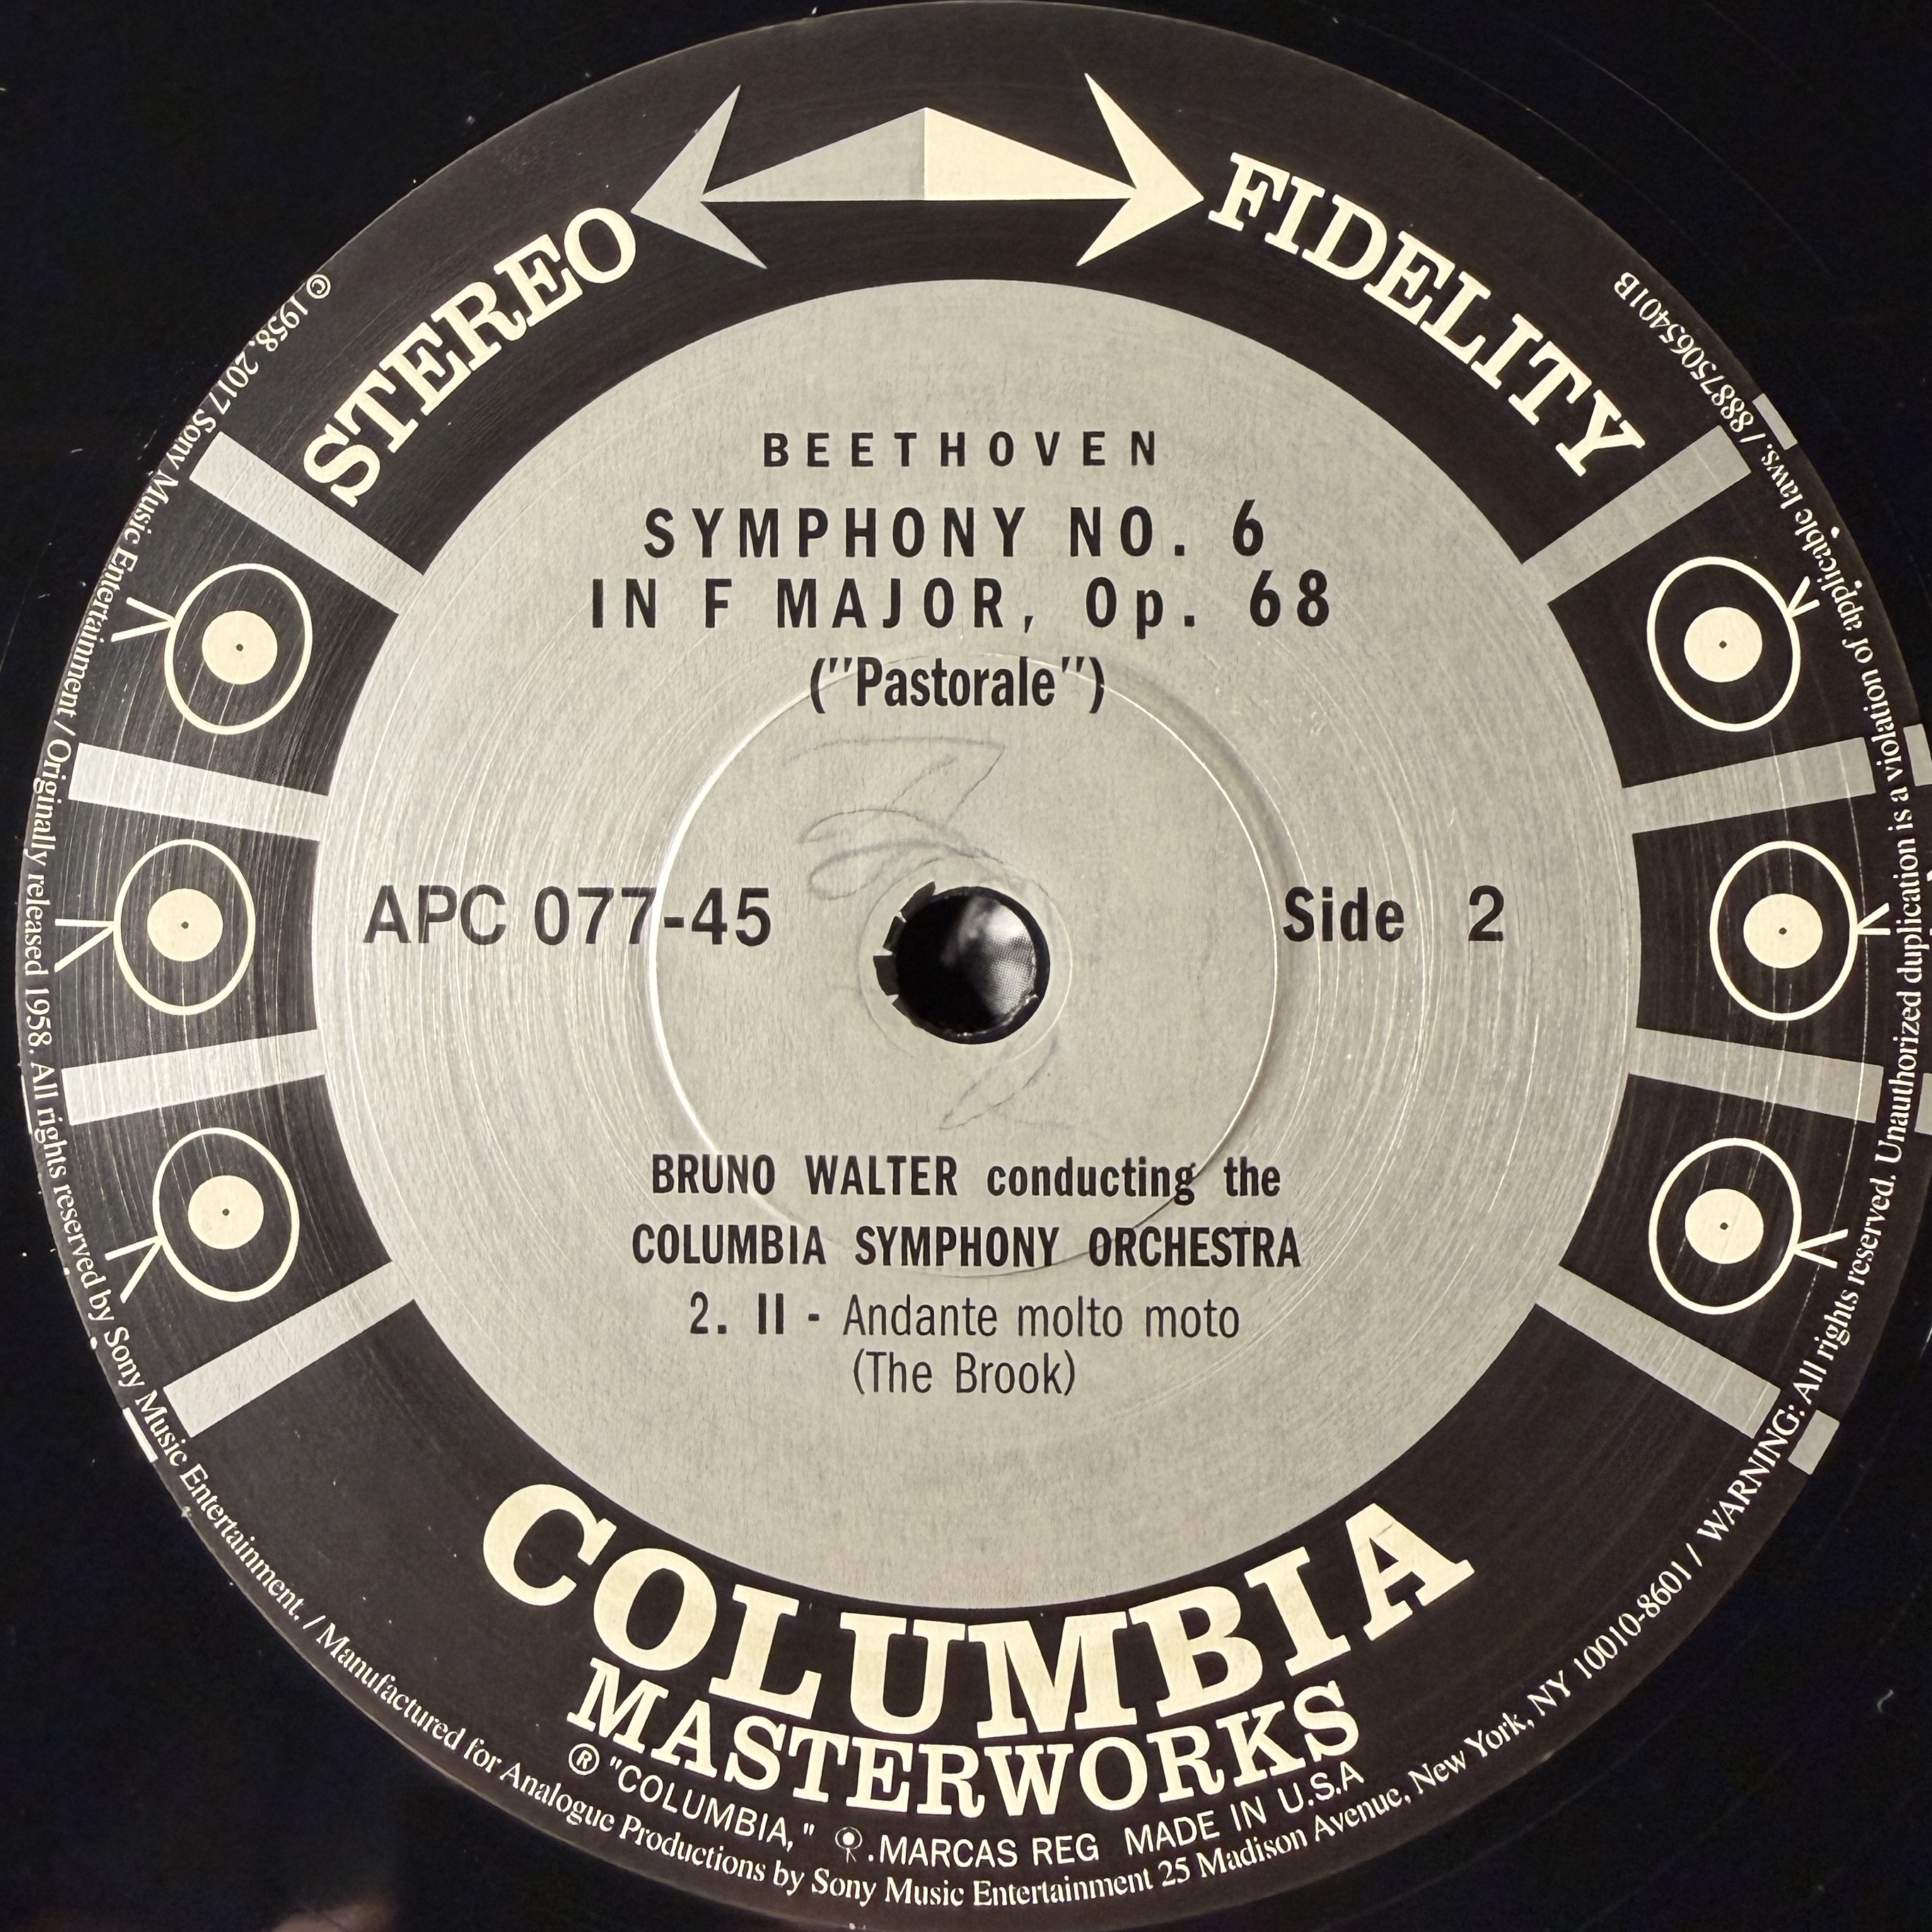 STEREO FIDELITY
BEETHOVEN
SYMPHONY NO. 6
IN F MAJOR, Op. 68
("Pastorale")
APC 077-45
Side 2
BRUNO WALTER conducting the
COLUMBIA SYMPHONY ORCHESTRA
2. II - Andante molto moto
(The Brook)
COLUMBIA
MASTERWORKS
® "COLUMBIA," .MARCAS REG MADE IN U.S.A
© 1958, 2017 Sony Music Entertainment / Originally released 1958. All rights reserved by Sony Music Entertainment. / Manufactured for Analogue Productions by Sony Music Entertainment 25 Madison Avenue, New York, NY 10010-8601 / WARNING: All rights reserved. Unauthorized duplication is a violation of applicable laws. / 88875065401B